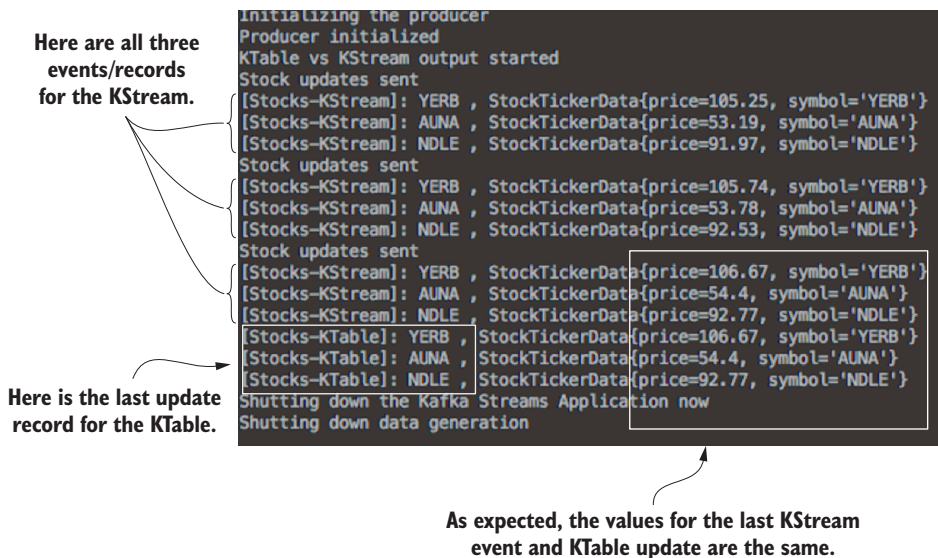 Initializing the producer
Producer initialized
KTable vs KStream output started
Stock updates sent
[Stocks-KStream]: YERB , StockTickerData{price=105.25, symbol='YERB'}
[Stocks-KStream]: AUNA , StockTickerData{price=53.19, symbol='AUNA'}
[Stocks-KStream]: NDLE , StockTickerData{price=91.97, symbol='NDLE'}
Stock updates sent
[Stocks-KStream]: YERB , StockTickerData{price=105.74, symbol='YERB'}
[Stocks-KStream]: AUNA , StockTickerData{price=53.78, symbol='AUNA'}
[Stocks-KStream]: NDLE , StockTickerData{price=92.53, symbol='NDLE'}
Stock updates sent
[Stocks-KStream]: YERB , StockTickerData{price=106.67, symbol='YERB'}
[Stocks-KStream]: AUNA , StockTickerData{price=54.4, symbol='AUNA'}
[Stocks-KStream]: NDLE , StockTickerData{price=92.77, symbol='NDLE'}
[Stocks-KTable]: YERB , StockTickerData{price=106.67, symbol='YERB'}
[Stocks-KTable]: AUNA , StockTickerData{price=54.4, symbol='AUNA'}
[Stocks-KTable]: NDLE , StockTickerData{price=92.77, symbol='NDLE'}
Shutting down the Kafka Streams Application now
Shutting down data generation
Here are all three
events/records
for the KStream.
Here is the last update
record for the KTable.
As expected, the values for the last KStream
event and KTable update are the same.